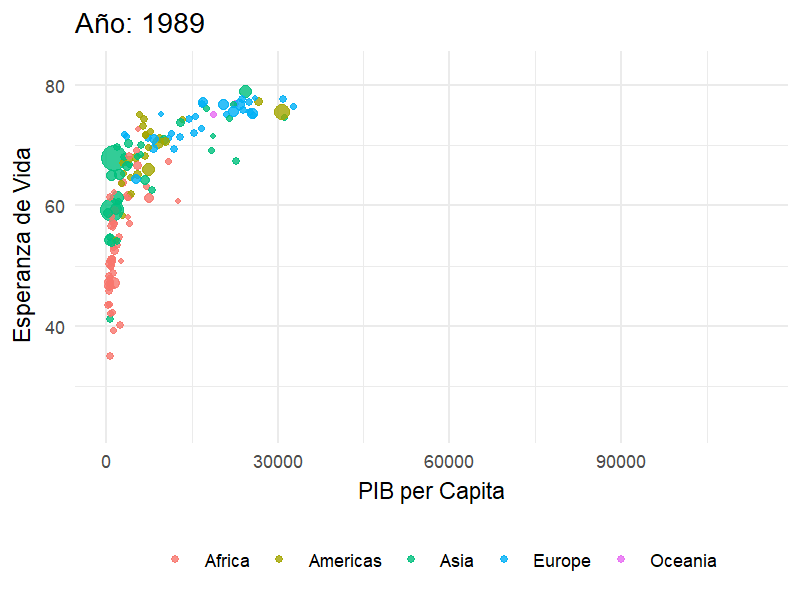 Año: 1989
80
60
40
Esperanza de Vida
0 30000 60000 90000
PIB per Capita
Africa Americas Asia Europe Oceania